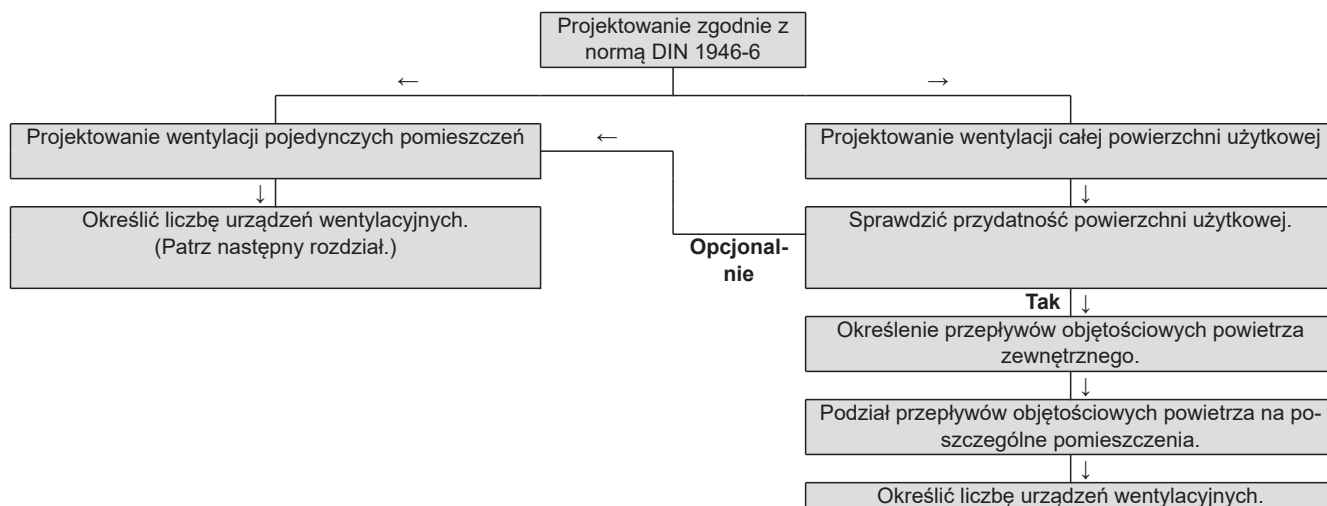 Projektowanie zgodnie z
normą DIN 1946-6
←
→
Projektowanie wentylacji pojedynczych pomieszczeń
←
Projektowanie wentylacji całej powierzchni użytkowej
↓
↓
Określić liczbę urządzeń wentylacyjnych.
(Patrz następny rozdział.)
Opcjonal-
nie
Sprawdzić przydatność powierzchni użytkowej.
Tak ↓
Określenie przepływów objętościowych powietrza
zewnętrznego.
↓
Podział przepływów objętościowych powietrza na po-
szczególne pomieszczenia.
↓
Określić liczbę urządzeń wentylacyjnych.